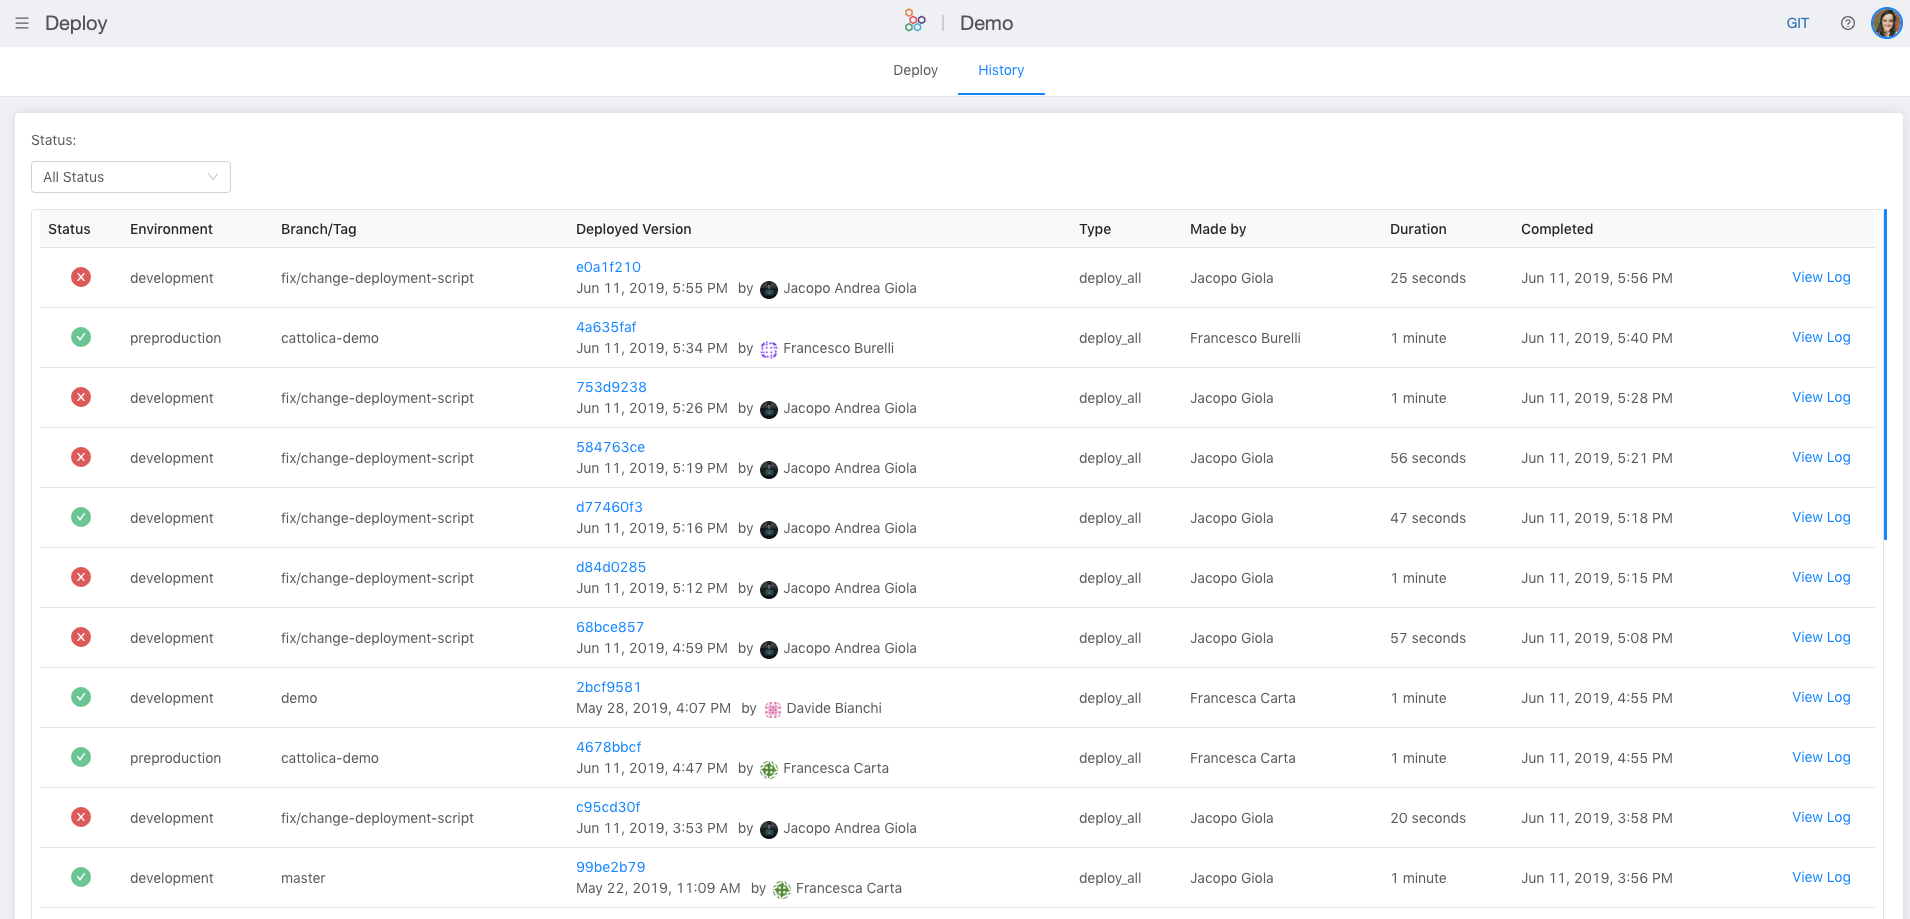 Deploy
Demo
GIT
Deploy History
Status:
All Status
Status Environment Branch/Tag Deployed Version Type Made by Duration Completed
development fix/change-deployment-script e0a1f210 Jun 11, 2019, 5:55 PM by Jacopo Andrea Giola deploy_all Jacopo Giola 25 seconds Jun 11, 2019, 5:56 PM View Log
preproduction cattolica-demo 4a635faf Jun 11, 2019, 5:34 PM by Francesco Burelli deploy_all Francesco Burelli 1 minute Jun 11, 2019, 5:40 PM View Log
development fix/change-deployment-script 753d9238 Jun 11, 2019, 5:26 PM by Jacopo Andrea Giola deploy_all Jacopo Giola 1 minute Jun 11, 2019, 5:28 PM View Log
development fix/change-deployment-script 584763ce Jun 11, 2019, 5:19 PM by Jacopo Andrea Giola deploy_all Jacopo Giola 56 seconds Jun 11, 2019, 5:21 PM View Log
development fix/change-deployment-script d77460f3 Jun 11, 2019, 5:16 PM by Jacopo Andrea Giola deploy_all Jacopo Giola 47 seconds Jun 11, 2019, 5:18 PM View Log
development fix/change-deployment-script d84d0285 Jun 11, 2019, 5:12 PM by Jacopo Andrea Giola deploy_all Jacopo Giola 1 minute Jun 11, 2019, 5:15 PM View Log
development fix/change-deployment-script 68bce857 Jun 11, 2019, 4:59 PM by Jacopo Andrea Giola deploy_all Jacopo Giola 57 seconds Jun 11, 2019, 5:08 PM View Log
development demo 2bcf9581 May 28, 2019, 4:07 PM by Davide Bianchi deploy_all Francesca Carta 1 minute Jun 11, 2019, 4:55 PM View Log
preproduction cattolica-demo 4678bbcf Jun 11, 2019, 4:47 PM by Francesca Carta deploy_all Francesca Carta 1 minute Jun 11, 2019, 4:55 PM View Log
development fix/change-deployment-script c95cd30f Jun 11, 2019, 3:53 PM by Jacopo Andrea Giola deploy_all Jacopo Giola 20 seconds Jun 11, 2019, 3:58 PM View Log
development master 99be2b79 May 22, 2019, 11:09 AM by Francesca Carta deploy_all Jacopo Giola 1 minute Jun 11, 2019, 3:56 PM View Log